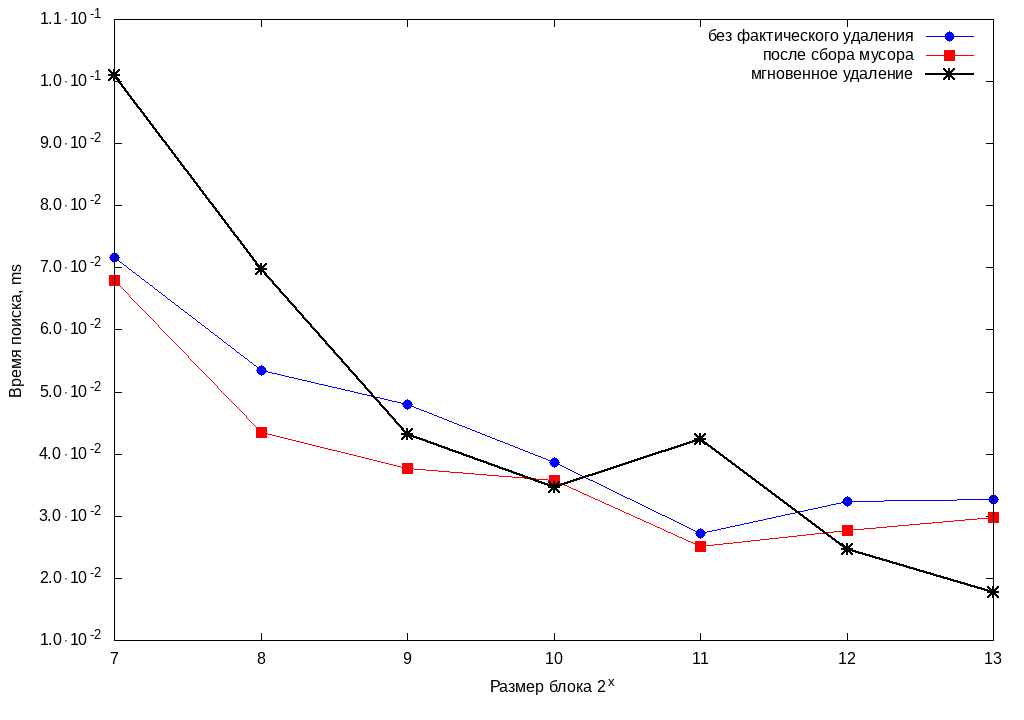 1.1·10⁻¹
без фактического удаления
после сбора мусора
мгновенное удаление
1.0·10⁻¹
9.0·10⁻²
8.0·10⁻²
7.0·10⁻²
6.0·10⁻²
5.0·10⁻²
4.0·10⁻²
3.0·10⁻²
2.0·10⁻²
1.0·10⁻²
Время поиска, ms
7 8 9 10 11 12 13
Размер блока 2ˣ